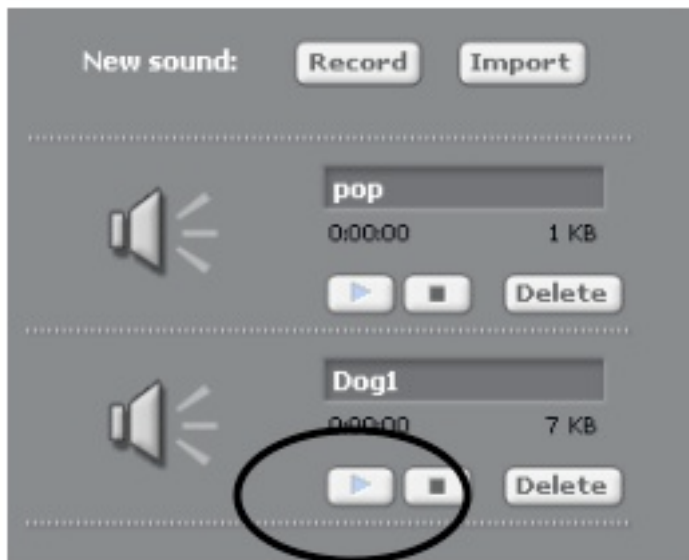 New sound: Record Import
pop
0:00:00 1 KB
Delete
Dog1
0:00:00 7 KB
Delete